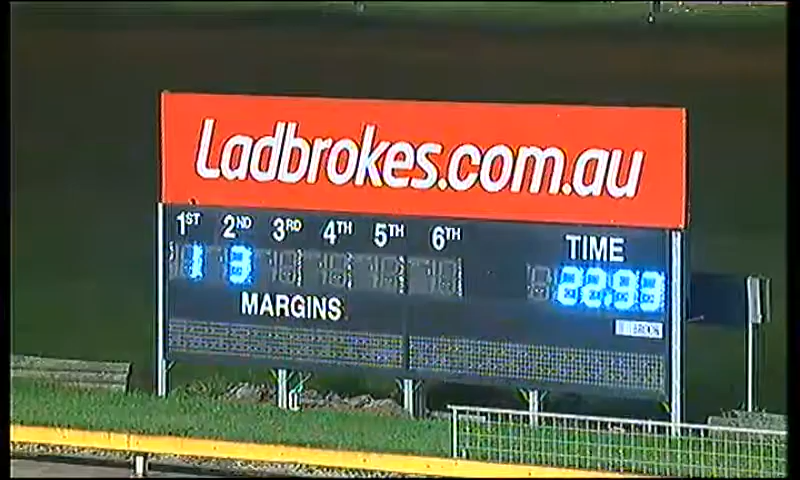 Ladbrokes.com.au
1ST 2ND 3RD 4TH 5TH 6TH TIME
1 3 22.93
MARGINS